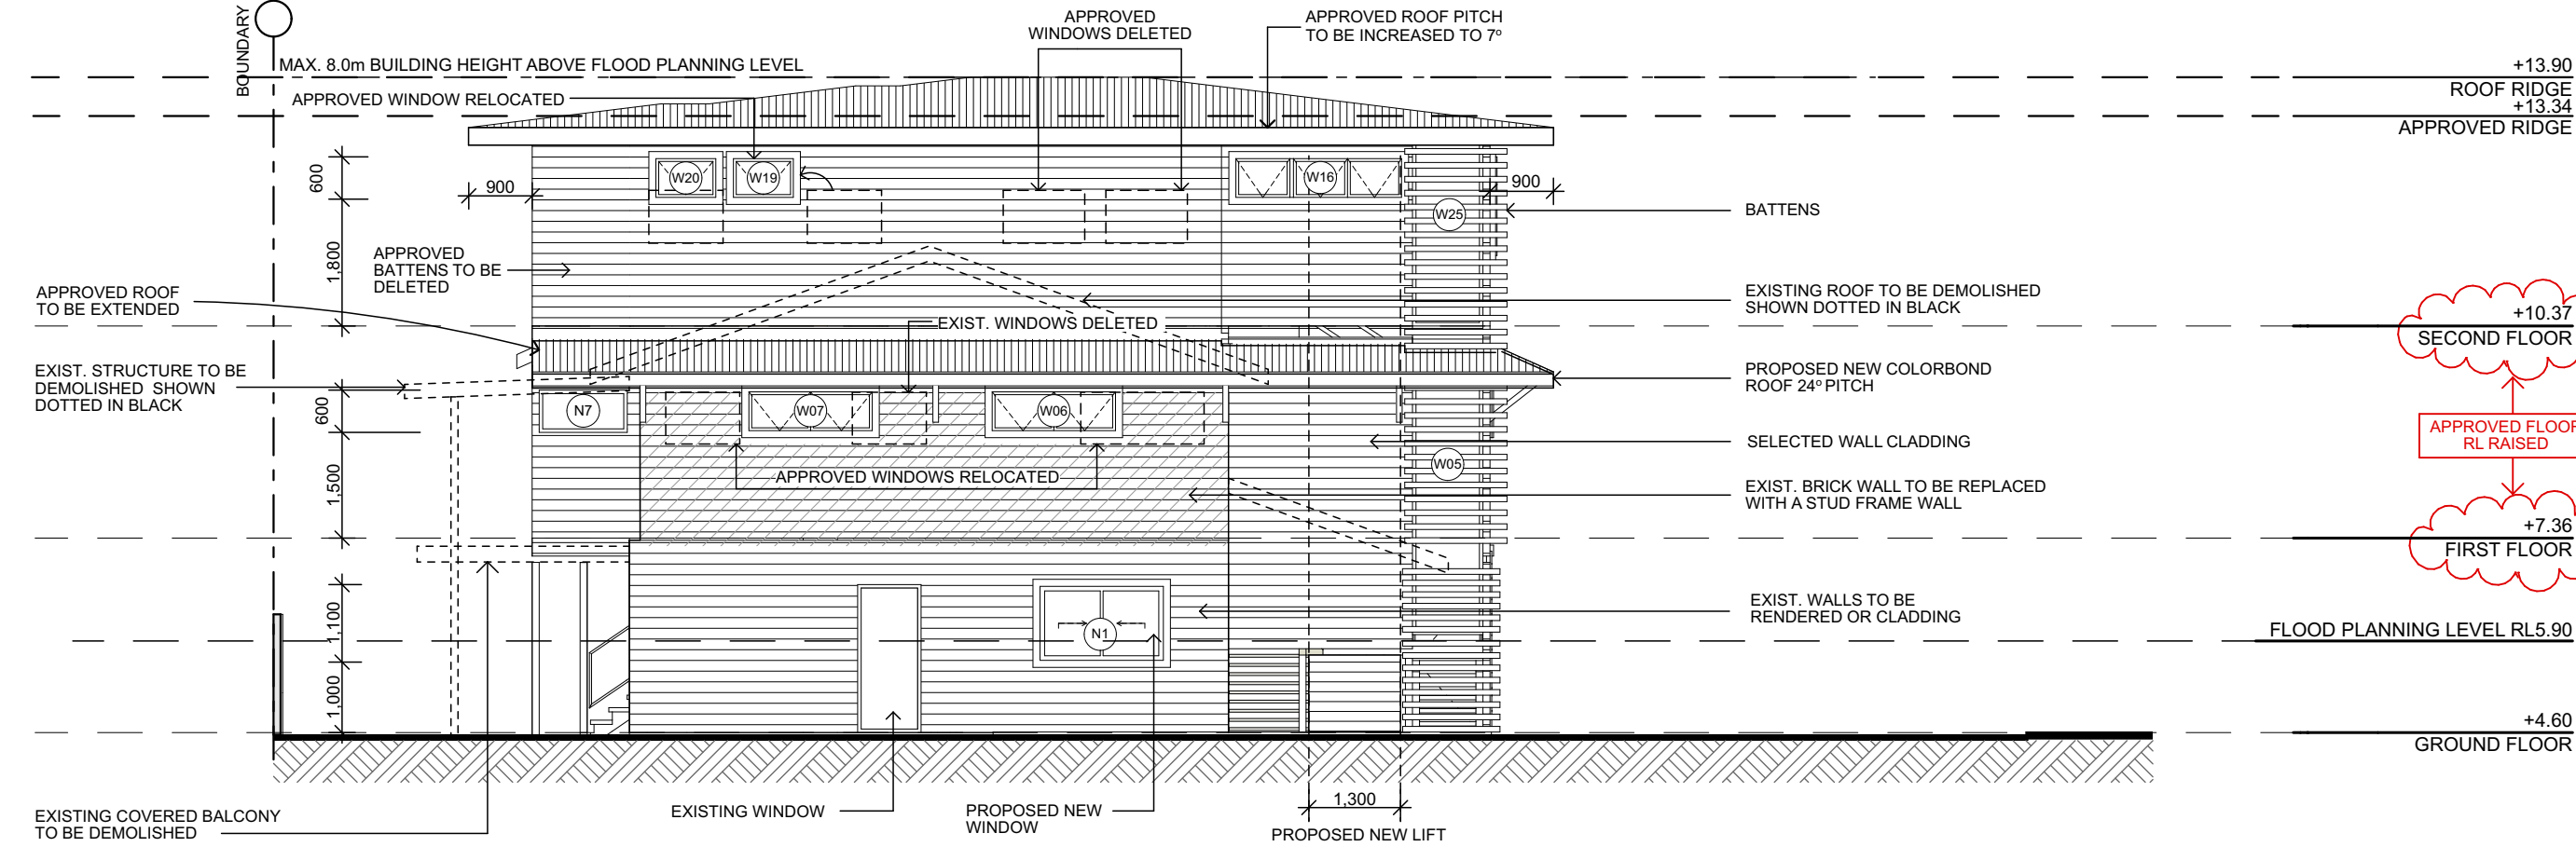 BOUNDARY
APPROVED
WINDOWS DELETED
APPROVED ROOF PITCH
TO BE INCREASED TO 7º
MAX. 8.0m BUILDING HEIGHT ABOVE FLOOD PLANNING LEVEL
+13.90
ROOF RIDGE
APPROVED WINDOW RELOCATED
+13.34
APPROVED RIDGE
600
900
W20
W19
W16
900
W25
BATTENS
1,800
APPROVED
BATTENS TO BE
DELETED
APPROVED ROOF
TO BE EXTENDED
EXISTING ROOF TO BE DEMOLISHED
SHOWN DOTTED IN BLACK
+10.37
SECOND FLOOR
EXIST. WINDOWS DELETED
EXIST. STRUCTURE TO BE
DEMOLISHED SHOWN
DOTTED IN BLACK
PROPOSED NEW COLORBOND
ROOF 24º PITCH
600
N7
W07
W06
APPROVED FLOOR
RL RAISED
SELECTED WALL CLADDING
W05
APPROVED WINDOWS RELOCATED
1,500
EXIST. BRICK WALL TO BE REPLACED
WITH A STUD FRAME WALL
+7.36
FIRST FLOOR
1,100
N1
EXIST. WALLS TO BE
RENDERED OR CLADDING
FLOOD PLANNING LEVEL RL5.90
1,000
+4.60
GROUND FLOOR
EXISTING COVERED BALCONY
TO BE DEMOLISHED
EXISTING WINDOW
PROPOSED NEW
WINDOW
1,300
PROPOSED NEW LIFT